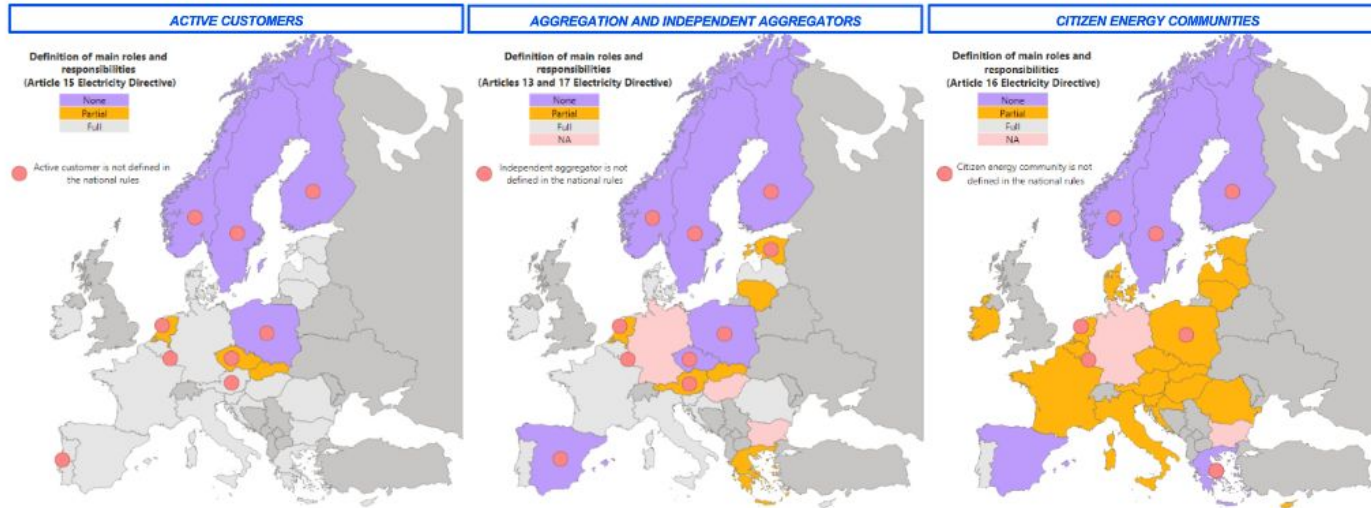 ACTIVE CUSTOMERS
Definition of main roles and
responsibilities
(Article 15 Electricity Directive)
None
Partial
Full
Active customer is not defined in
the national rules
AGGREGATION AND INDEPENDENT AGGREGATORS
Definition of main roles and
responsibilities
(Articles 13 and 17 Electricity Directive)
None
Partial
Full
NA
Independent aggregator is not
defined in the national rules
CITIZEN ENERGY COMMUNITIES
Definition of main roles and
responsibilities
(Article 16 Electricity Directive)
None
Partial
Full
NA
Citizen energy community is not
defined in the national rules